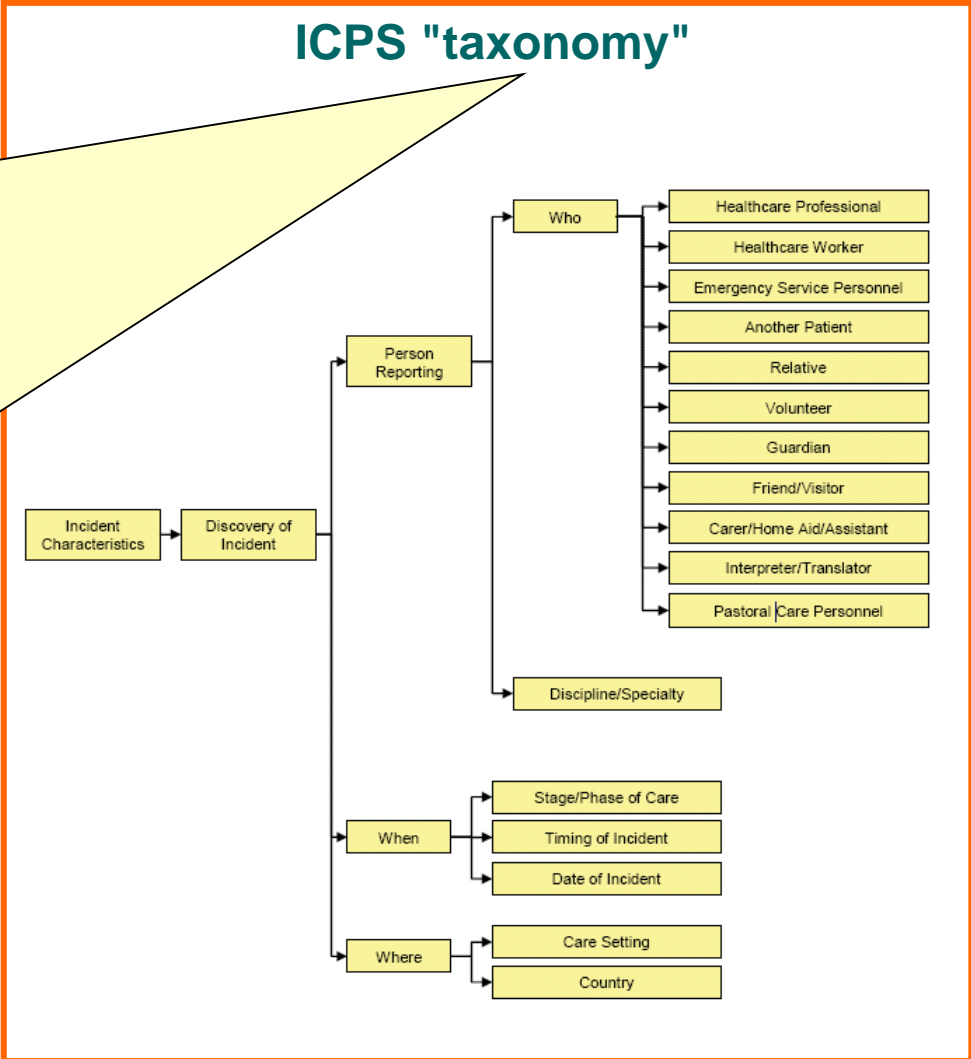 ICPS "taxonomy"
Who
Healthcare Professional
Healthcare Worker
Emergency Service Personnel
Another Patient
Person
Reporting
Relative
Volunteer
Guardian
Friend/Visitor
Incident
Characteristics
Discovery of
Incident
Carer/Home Aid/Assistant
Interpreter/Translator
Pastoral Care Personnel
Discipline/Specialty
When
Stage/Phase of Care
Timing of Incident
Date of Incident
Where
Care Setting
Country